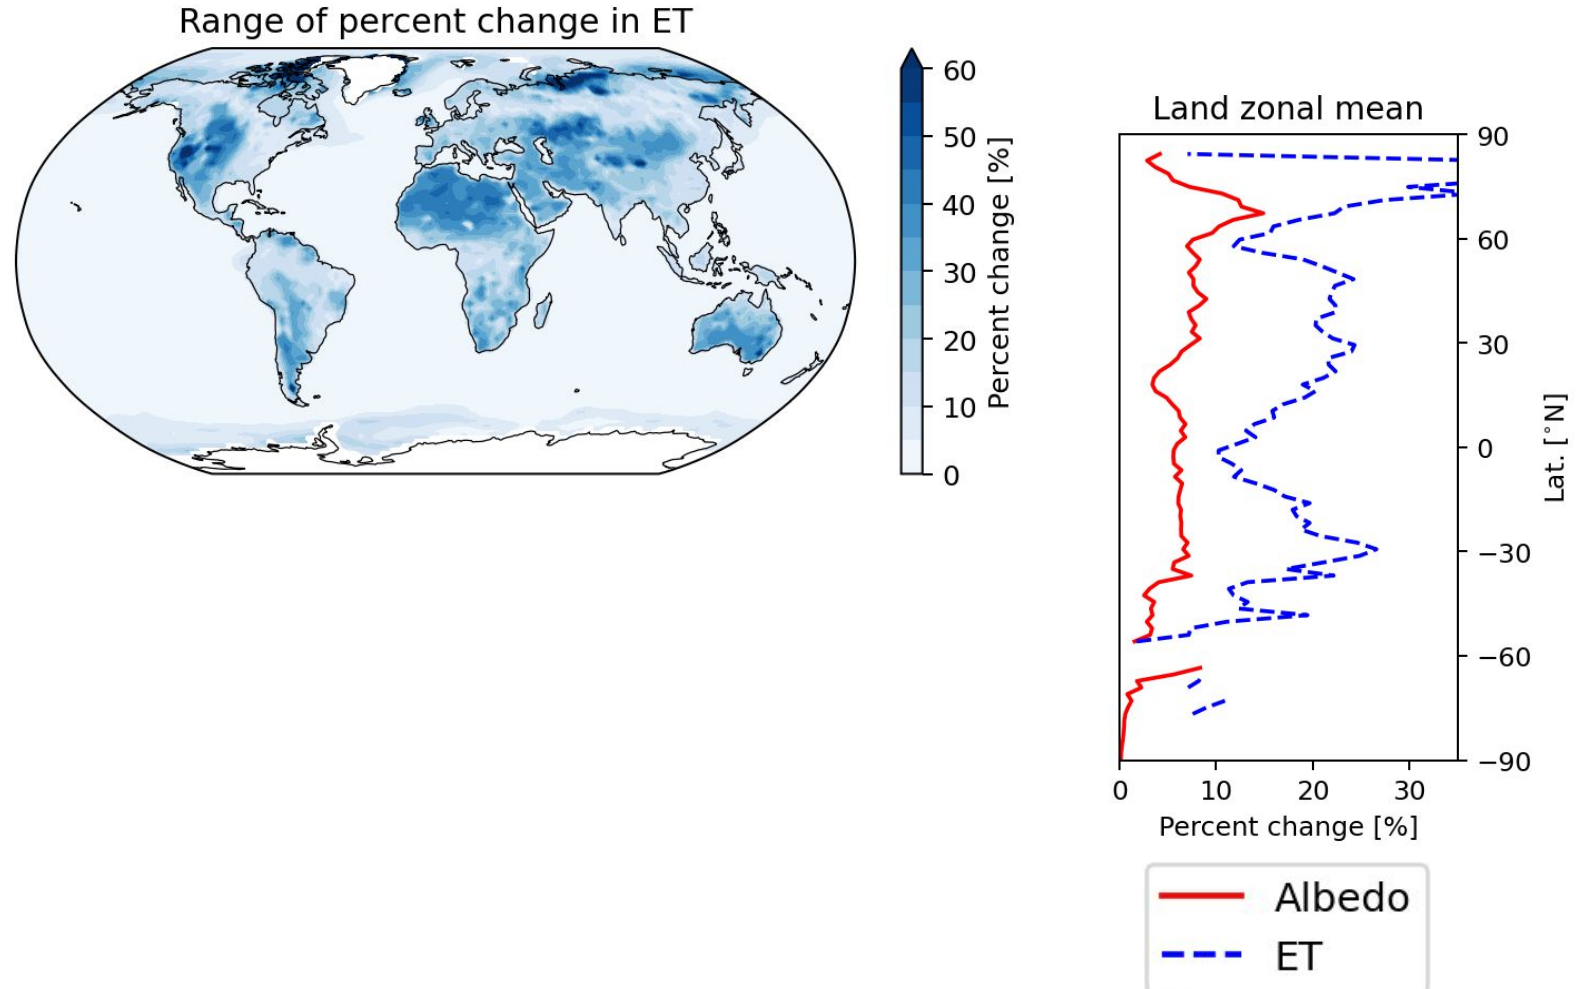 Range of percent change in ET
60
50
40
30
20
10
0
Percent change [%]
Land zonal mean
90
60
30
0
−30
−60
−90
Lat. [°N]
0 10 20 30
Percent change [%]
Albedo
ET